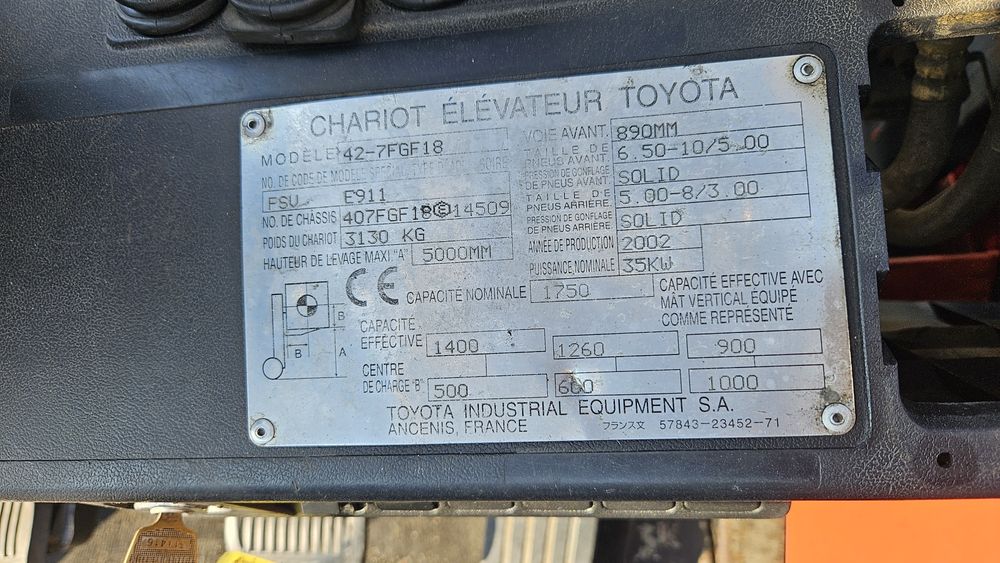 CHARIOT ÉLÉVATEUR TOYOTA
MODÈLE 42-7FGF18
NO. DE CODE DE MODÈLE SPÉCIAL,
FSV E911
NO. DE CHÂSSIS 407FGF18 E 14509
POIDS DU CHARIOT 3130 KG
HAUTEUR DE LEVAGE MAXI "A" 5000MM
VOIE AVANT. 890MM
TAILLE DE PNEUS AVANT. 6.50-10/5.00
PRESSION DE GONFLAGE DE PNEUS AVANT. SOLID
TAILLE DE PNEUS ARRIÈRE. 5.00-8/3.00
PRESSION DE GONFLAGE DE PNEUS ARRIÈRE. SOLID
ANNÉE DE PRODUCTION 2002
PUISSANCE NOMINALE 35KW
CE
CAPACITÉ NOMINALE 1750
CAPACITÉ EFFECTIVE AVEC
MÂT VERTICAL ÉQUIPÉ
COMME REPRÉSENTÉ
B
B
A
CAPACITÉ
EFFECTIVE 1400 1260 900
CENTRE
DE CHARGE "B" 500 600 1000
TOYOTA INDUSTRIAL EQUIPMENT S.A.
ANCENIS, FRANCE
フランス文 57843-23452-71